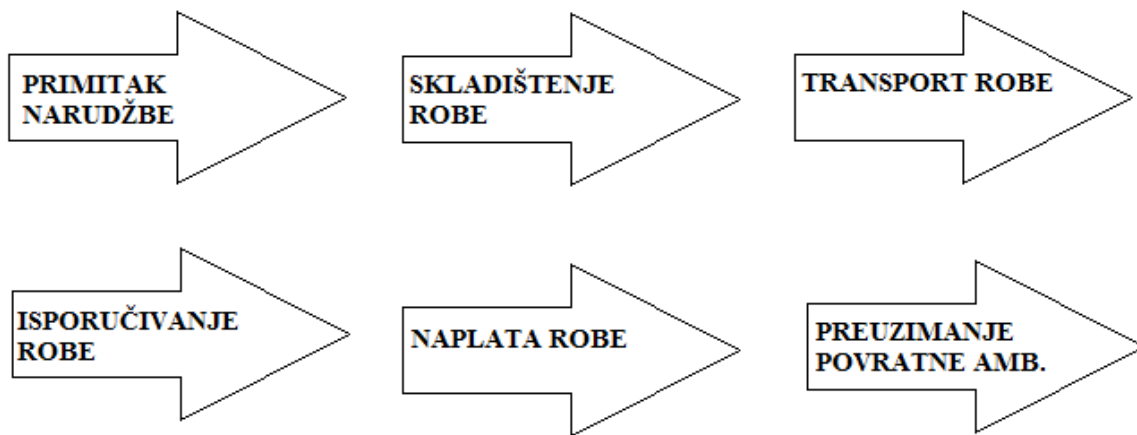 PRIMITAK
NARUDŽBE
SKLADIŠTENJE
ROBE
TRANSPORT ROBE
ISPORUČIVANJE
ROBE
NAPLATA ROBE
PREUZIMANJE
POVRATNE AMB.